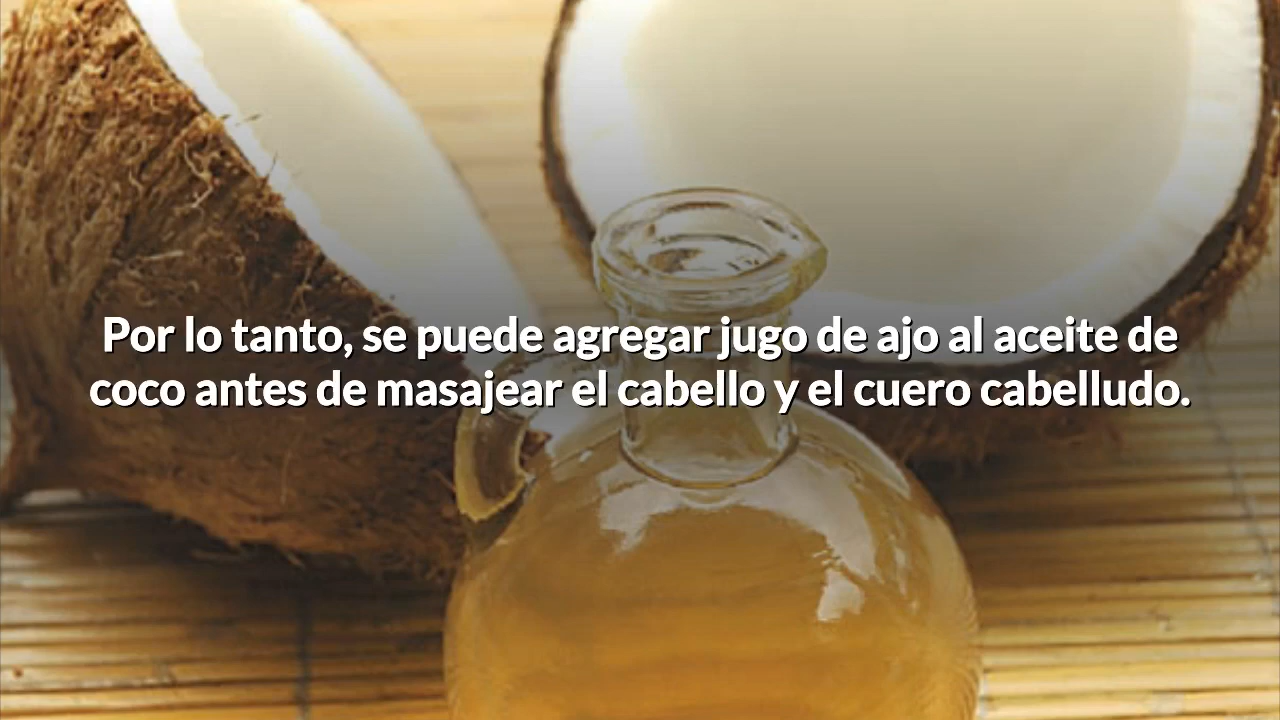 Por lo tanto, se puede agregar jugo de ajo al aceite de
coco antes de masajear el cabello y el cuero cabelludo.